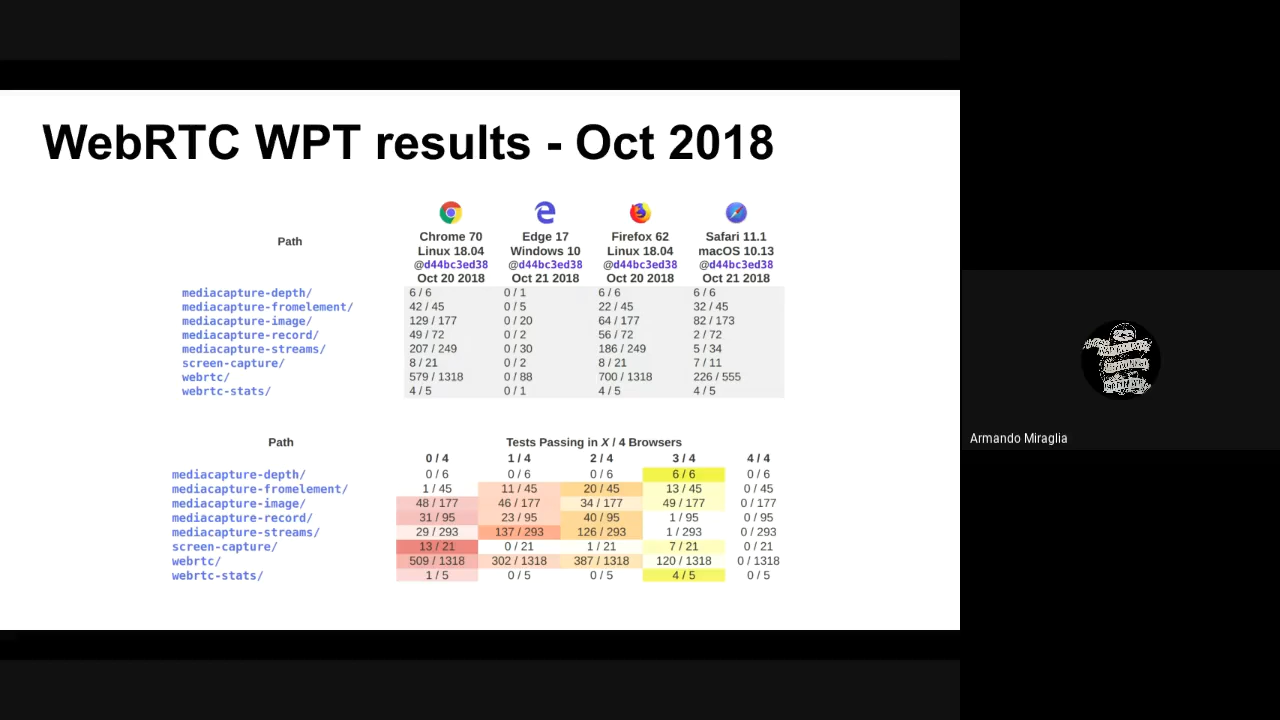 WebRTC WPT results - Oct 2018
Path
Chrome 70 Edge 17 Firefox 62 Safari 11.1
Linux 18.04 Windows 10 Linux 18.04 macOS 10.13
@d44bc3ed38 @d44bc3ed38 @d44bc3ed38 @d44bc3ed38
Oct 20 2018 Oct 21 2018 Oct 20 2018 Oct 21 2018
mediacapture-depth/ 6 / 6 0 / 1 6 / 6 6 / 6
mediacapture-fromelement/ 42 / 45 0 / 5 22 / 45 32 / 45
mediacapture-image/ 129 / 177 0 / 20 64 / 177 82 / 173
mediacapture-record/ 49 / 72 0 / 2 56 / 72 2 / 72
mediacapture-streams/ 207 / 249 0 / 30 186 / 249 5 / 34
screen-capture/ 8 / 21 0 / 2 8 / 21 7 / 11
webrtc/ 579 / 1318 0 / 88 700 / 1318 226 / 555
webrtc-stats/ 4 / 5 0 / 1 4 / 5 4 / 5
Path Tests Passing in X / 4 Browsers
0 / 4 1 / 4 2 / 4 3 / 4 4 / 4
mediacapture-depth/ 0 / 6 0 / 6 0 / 6 6 / 6 0 / 6
mediacapture-fromelement/ 1 / 45 11 / 45 20 / 45 13 / 45 0 / 45
mediacapture-image/ 48 / 177 46 / 177 34 / 177 49 / 177 0 / 177
mediacapture-record/ 31 / 95 23 / 95 40 / 95 1 / 95 0 / 95
mediacapture-streams/ 29 / 293 137 / 293 126 / 293 1 / 293 0 / 293
screen-capture/ 13 / 21 0 / 21 1 / 21 7 / 21 0 / 21
webrtc/ 509 / 1318 302 / 1318 387 / 1318 120 / 1318 0 / 1318
webrtc-stats/ 1 / 5 0 / 5 0 / 5 4 / 5 0 / 5
Armando Miraglia